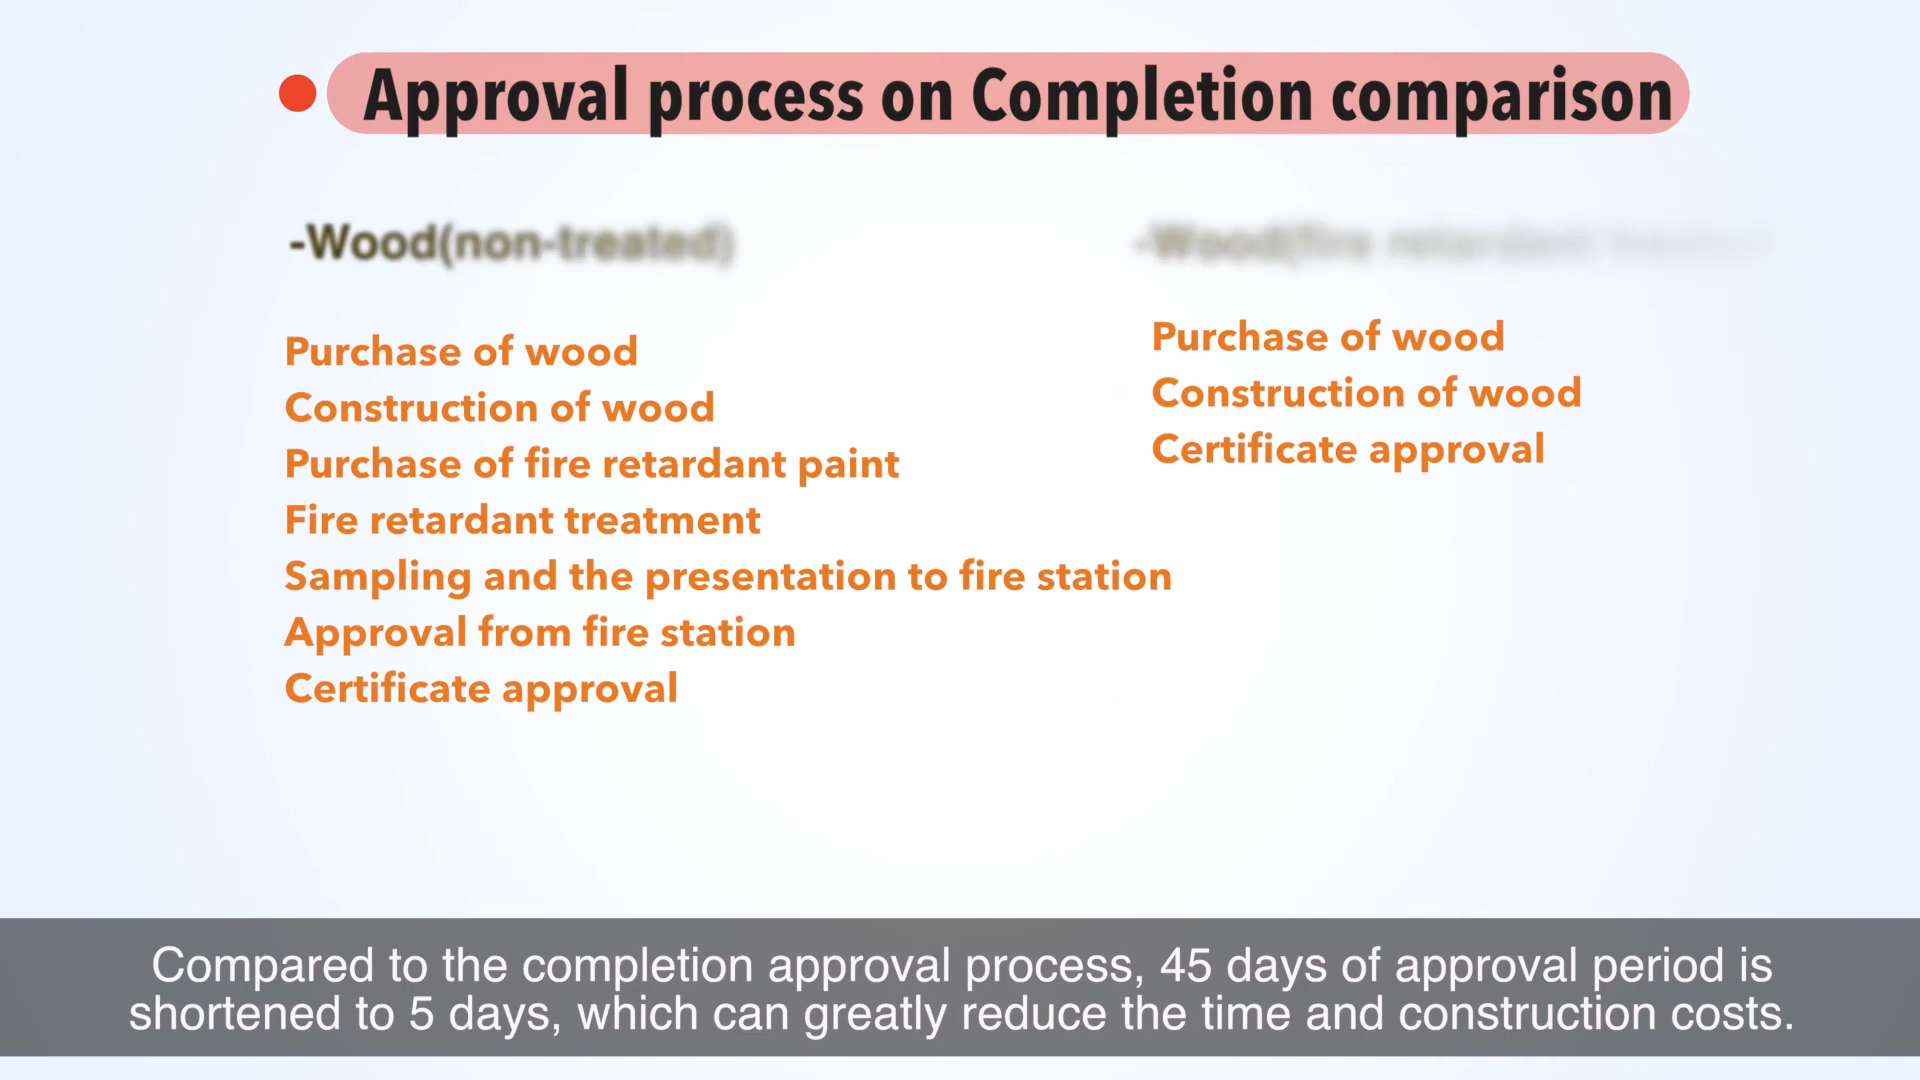 Approval process on Completion comparison
-Wood(non-treated)
Purchase of wood
Construction of wood
Purchase of fire retardant paint
Fire retardant treatment
Sampling and the presentation to fire station
Approval from fire station
Certificate approval
-Wood(fire retardant
Purchase of wood
Construction of wood
Certificate approval
Compared to the completion approval process, 45 days of approval period is
shortened to 5 days, which can greatly reduce the time and construction costs.